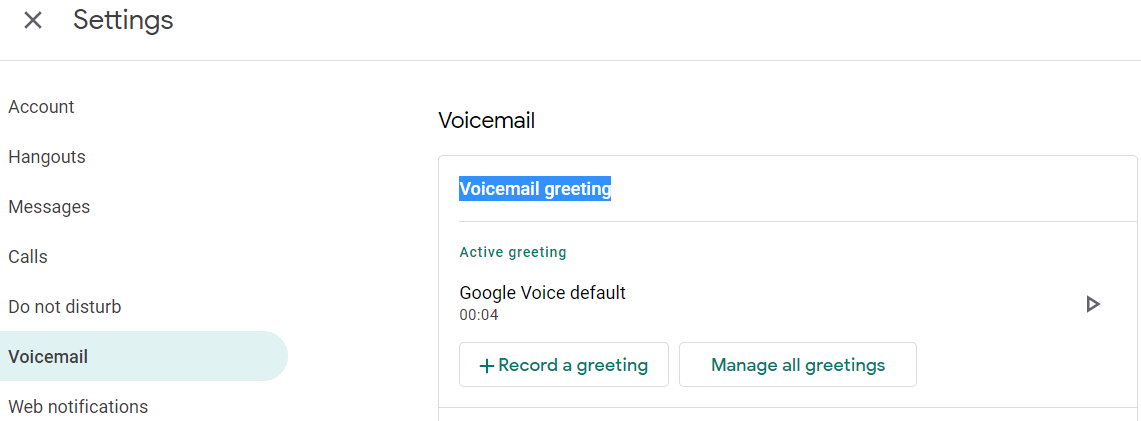 Settings
Account
Hangouts
Messages
Calls
Do not disturb
Voicemail
Web notifications
Voicemail
Voicemail greeting
Active greeting
Google Voice default
00:04
+ Record a greeting
Manage all greetings